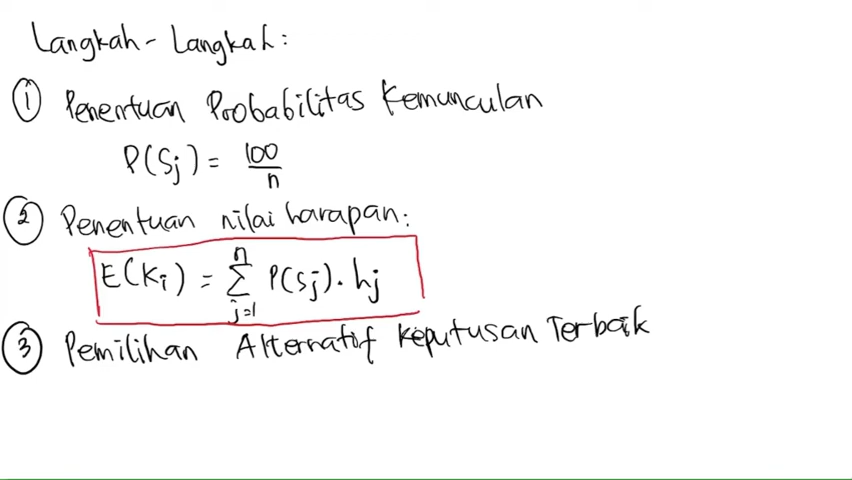 Langkah - Langkah:
① Penentuan Probabilitas Kemunculan
P(Sj) = 100/n
② Penentuan nilai harapan:
E(Ki) = n∑j=1 P(Sj) . hj
③ Pemilihan Alternatif Keputusan Terbaik